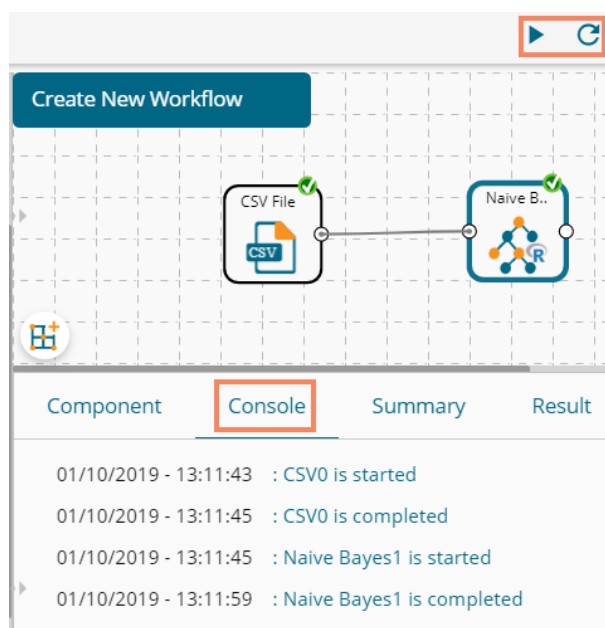 Create New Workflow
CSV File
Naive B..
CSV
R
Component Console Summary Result
01/10/2019 - 13:11:43 : CSV0 is started
01/10/2019 - 13:11:45 : CSV0 is completed
01/10/2019 - 13:11:45 : Naive Bayes1 is started
01/10/2019 - 13:11:59 : Naive Bayes1 is completed